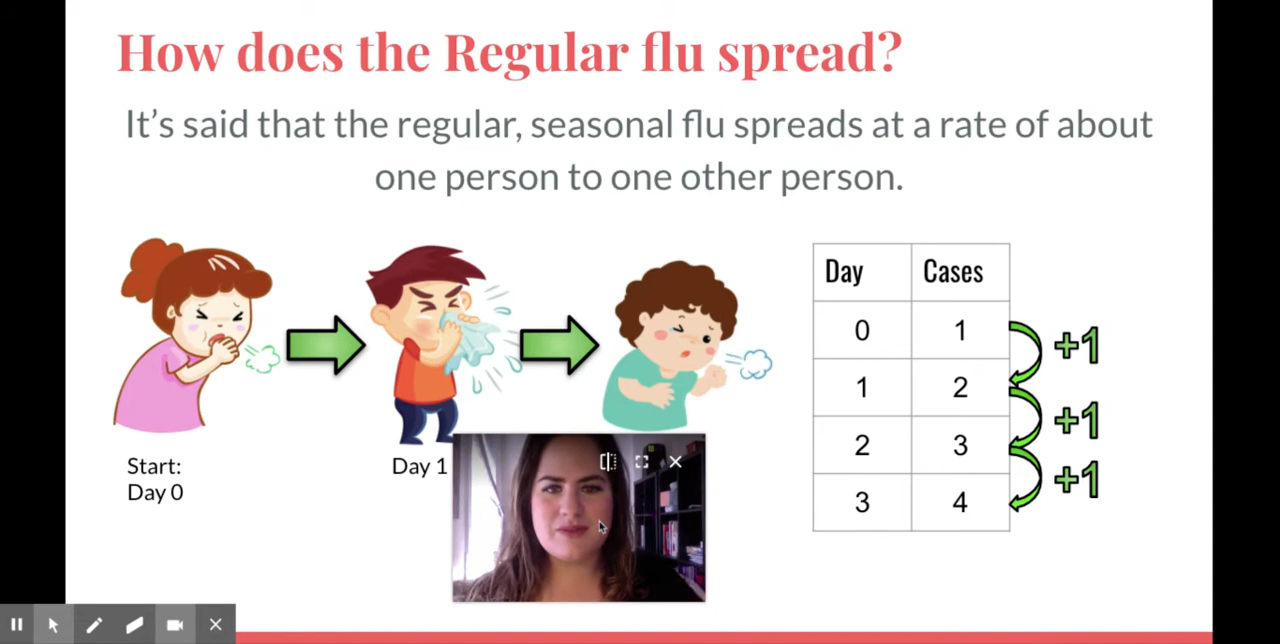 How does the Regular flu spread?
It's said that the regular, seasonal flu spreads at a rate of about
one person to one other person.
Day Cases
0 1
+1
1 2
+1
2 3
+1
3 4
Start:
Day 0
Day 1